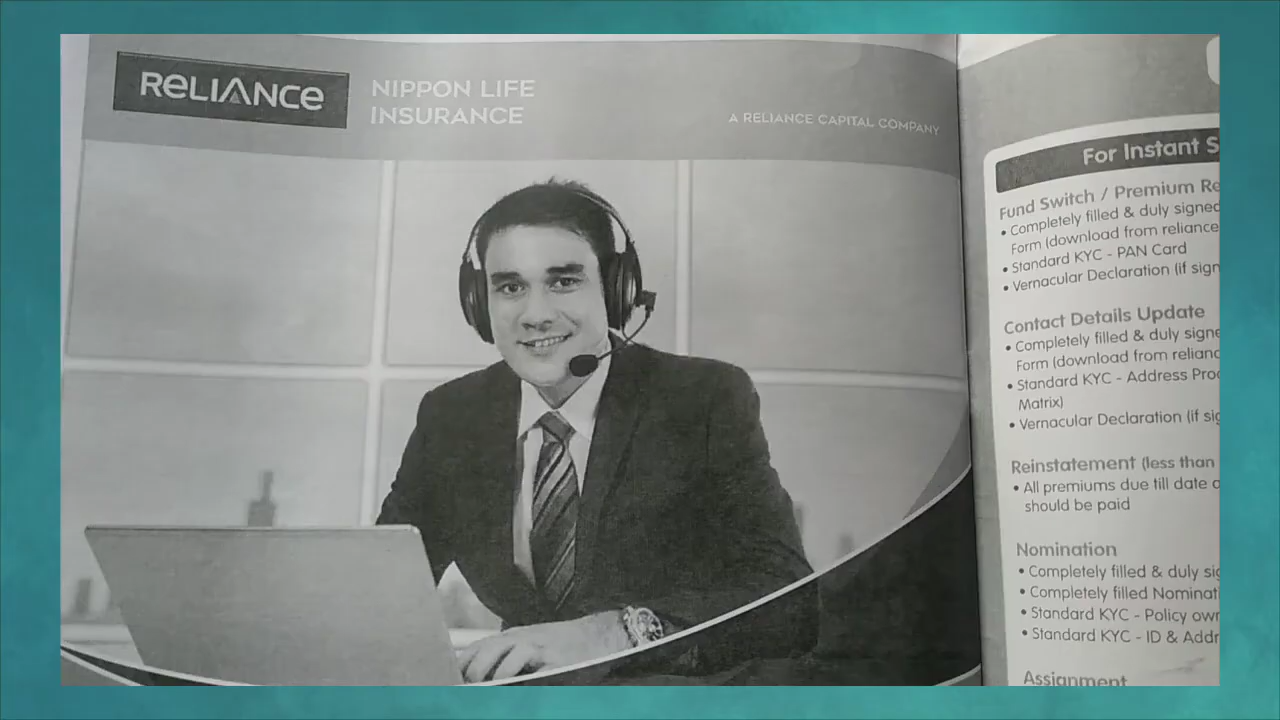 RELIANCE
NIPPON LIFE
INSURANCE
A RELIANCE CAPITAL COMPANY
For Instant
Fund Switch / Premium
• Completely filled & duly signed
Form (download from reliance
• Standard KYC - PAN Card
• Vernacular Declaration (if
Contact Details Update
• Completely filled & duly
Form (download from
• Standard KYC - Address
Matrix)
• Vernacular Declaration (if
Reinstatement (less than
• All premiums due till date
should be paid
Nomination
• Completely filled & duly
• Completely filled
• Standard KYC - Policy
• Standard KYC - ID &
Assignment